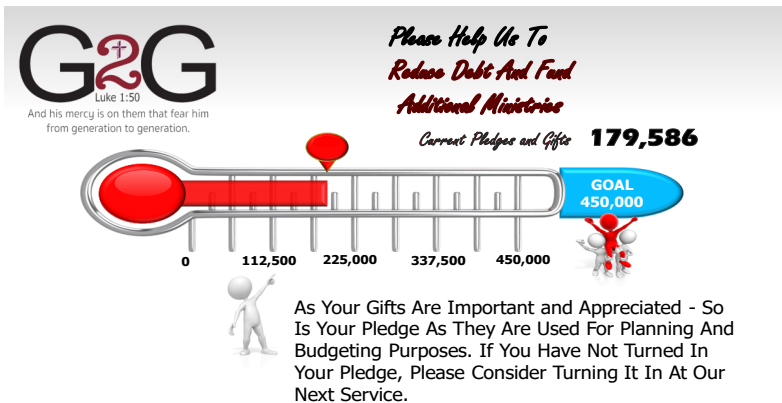 G2G
Luke 1:50
And his mercy is on them that fear him
from generation to generation.
Please Help Us To
Reduce Debt And Fund
Additional Ministries
Current Pledges and Gifts 179,586
GOAL
450,000
0 112,500 225,000 337,500 450,000
As Your Gifts Are Important and Appreciated - So
Is Your Pledge As They Are Used For Planning And
Budgeting Purposes. If You Have Not Turned In
Your Pledge, Please Consider Turning It In At Our
Next Service.